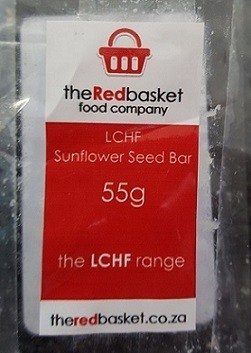 theRedbasket
food company
LCHF
Sunflower Seed Bar
55g
the LCHF range
theredbasket.co.za